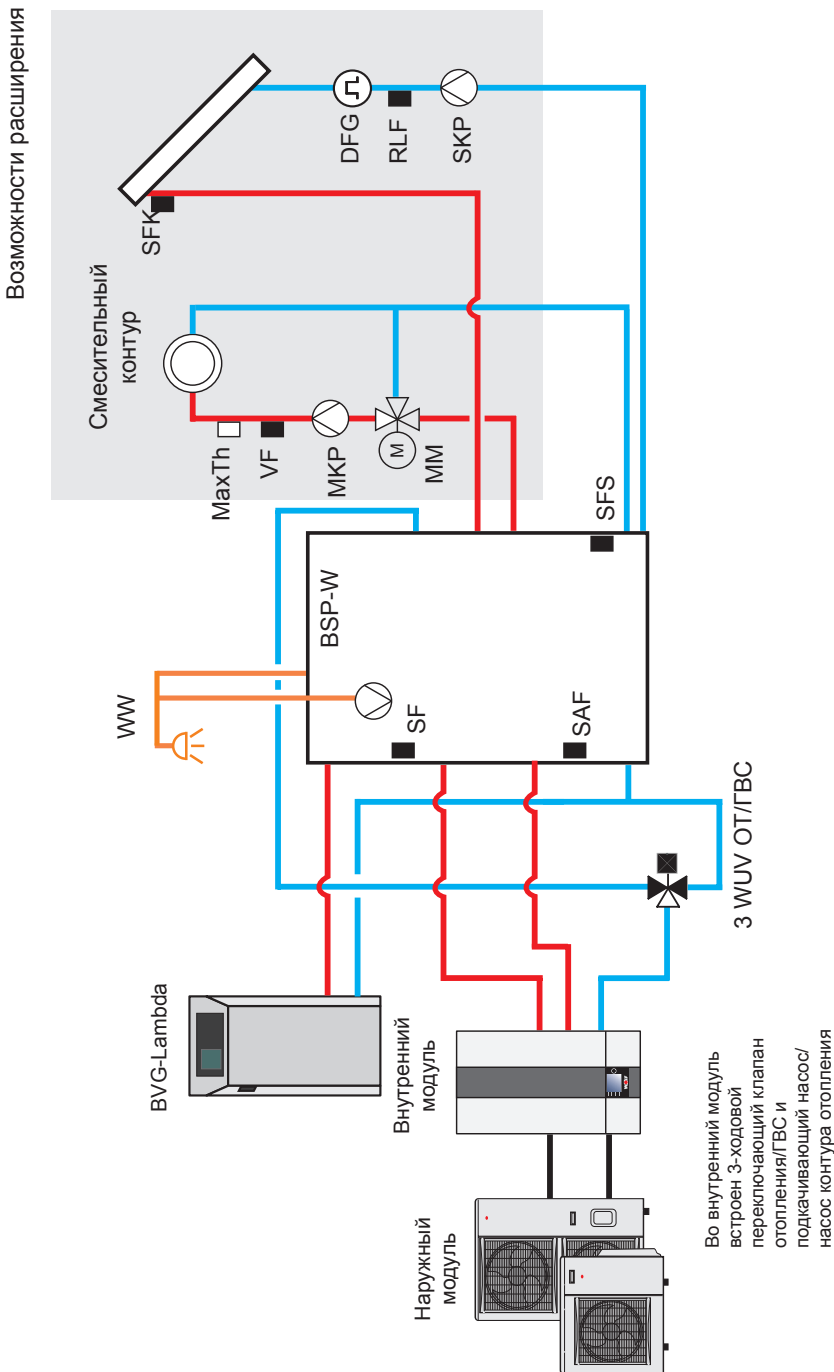 Возможности расширения
SFK
DFG
RLF
SKP
Смесительный
контур
MaxTh
VF
MKP
MM
M
WW
BSP-W
SFS
SF
SAF
BVG-Lambda
3 WUV ОТ/ГВС
Внутренний
модуль
Наружный
модуль
Во внутренний модуль
встроен 3-ходовой
переключающий клапан
отопления/ГВС и
подкачивающий насос/
насос контура отопления